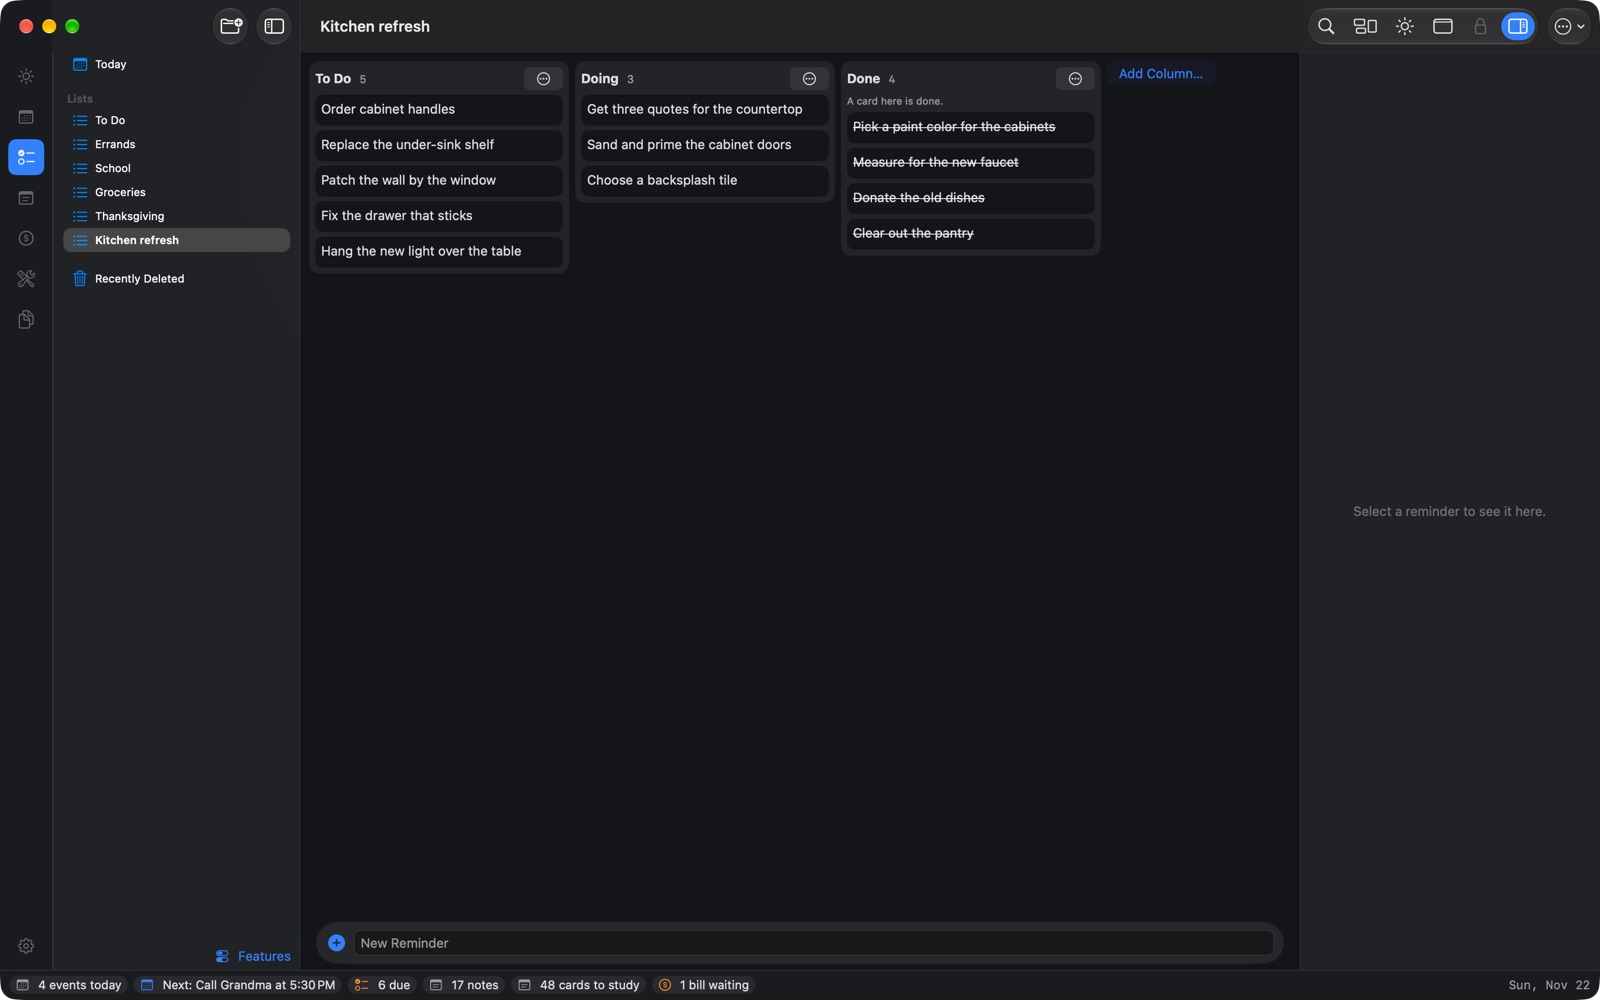 Kitchen refresh
Today
Lists
To Do
Errands
School
Groceries
Thanksgiving
Kitchen refresh
Recently Deleted
Features
To Do 5
Order cabinet handles
Replace the under-sink shelf
Patch the wall by the window
Fix the drawer that sticks
Hang the new light over the table
Doing 3
Get three quotes for the countertop
Sand and prime the cabinet doors
Choose a backsplash tile
Done 4
A card here is done.
Pick a paint color for the cabinets
Measure for the new faucet
Donate the old dishes
Clear out the pantry
Add Column...
Select a reminder to see it here.
New Reminder
4 events today
Next: Call Grandma at 5:30 PM
6 due
17 notes
48 cards to study
1 bill waiting
Sun, Nov 22